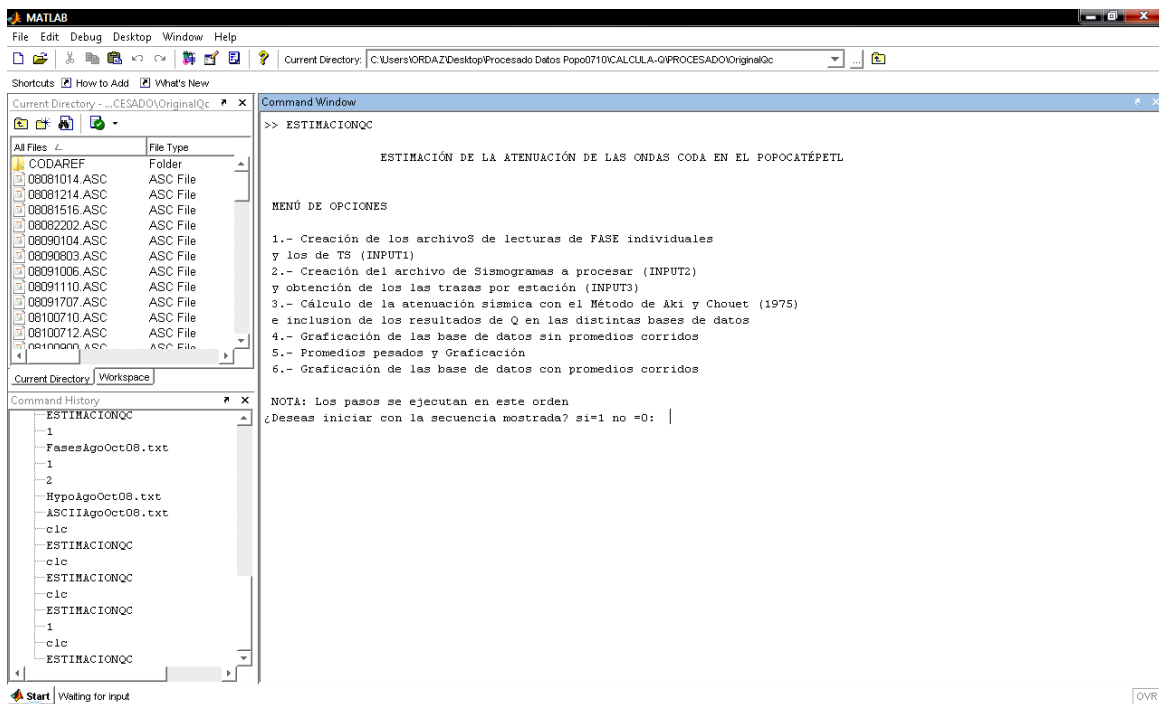 MATLAB
File Edit Debug Desktop Window Help
Current Directory: C:\Users\ORDAZ\Desktop\Procesado Datos Popo0710\CALCULA-Q\PROCESADO\OriginalQc
Shortcuts How to Add What's New
Current Directory - ...CESADO\OriginalQc
All Files File Type
CODAREF Folder
08081014.ASC ASC File
08081214.ASC ASC File
08081516.ASC ASC File
08082202.ASC ASC File
08090104.ASC ASC File
08090803.ASC ASC File
08091006.ASC ASC File
08091110.ASC ASC File
08091707.ASC ASC File
08100710.ASC ASC File
08100712.ASC ASC File
08100900.ASC ASC File
Current Directory Workspace
Command History
ESTIMACIONQC
1
FasesAgoOct08.txt
1
2
HypoAgoOct08.txt
ASCIIAgoOct08.txt
clc
ESTIMACIONQC
clc
ESTIMACIONQC
clc
ESTIMACIONQC
1
clc
ESTIMACIONQC
Command Window
>> ESTIMACIONQC
ESTIMACIÓN DE LA ATENUACIÓN DE LAS ONDAS CODA EN EL POPOCATÉPETL
MENÚ DE OPCIONES
1.- Creación de los archivoS de lecturas de FASE individuales
y los de TS (INPUT1)
2.- Creación del archivo de Sismogramas a procesar (INPUT2)
y obtención de los las trazas por estación (INPUT3)
3.- Cálculo de la atenuación sísmica con el Método de Aki y Chouet (1975)
e inclusion de los resultados de Q en las distintas bases de datos
4.- Graficación de las base de datos sin promedios corridos
5.- Promedios pesados y Graficación
6.- Graficación de las base de datos con promedios corridos
NOTA: Los pasos se ejecutan en este orden
¿Deseas iniciar con la secuencia mostrada? si=1 no =0:
Start Waiting for input
OVR